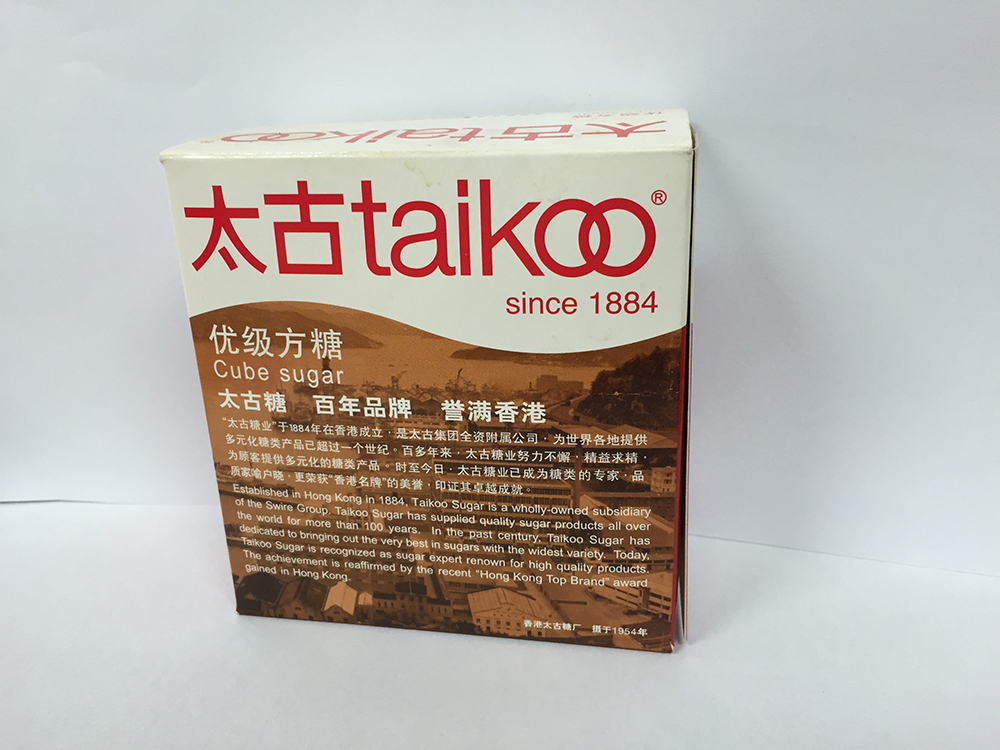 太古taikoo®
太古taikoo®
since 1884
优级方糖
Cube sugar
太古糖 百年品牌 誉满香港
“太古糖业”于1884年在香港成立，是太古集团全资附属公司，为世界各地提供
多元化糖类产品已超过一个世纪。百多年来，太古糖业努力不懈，精益求精，
为顾客提供多元化的糖类产品。时至今日，太古糖业已成为糖类的专家，品
质家喻户晓，更荣获“香港名牌”的美誉，印证其卓越成就。
Established in Hong Kong in 1884, Taikoo Sugar is a wholly-owned subsidiary
of the Swire Group. Taikoo Sugar has supplied quality sugar products all over
the world for more than 100 years. In the past century, Taikoo Sugar has
dedicated to bringing out the very best in sugars with the widest variety. Today,
Taikoo Sugar is recognized as sugar expert renown for high quality products.
The achievement is reaffirmed by the recent “Hong Kong Top Brand” award
gained in Hong Kong.
香港太古糖厂 摄于1954年